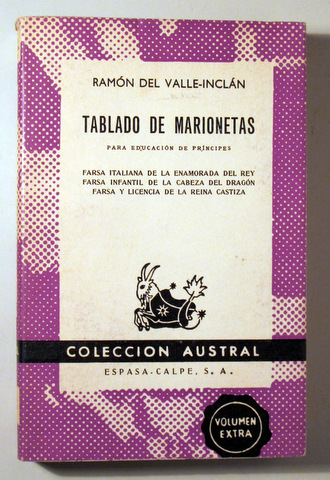 RAMÓN DEL VALLE-INCLÁN
TABLADO DE MARIONETAS
PARA EDUCACIÓN DE PRÍNCIPES
FARSA ITALIANA DE LA ENAMORADA DEL REY
FARSA INFANTIL DE LA CABEZA DEL DRAGÓN
FARSA Y LICENCIA DE LA REINA CASTIZA
COLECCION AUSTRAL
ESPASA-CALPE, S. A.
VOLUMEN
EXTRA